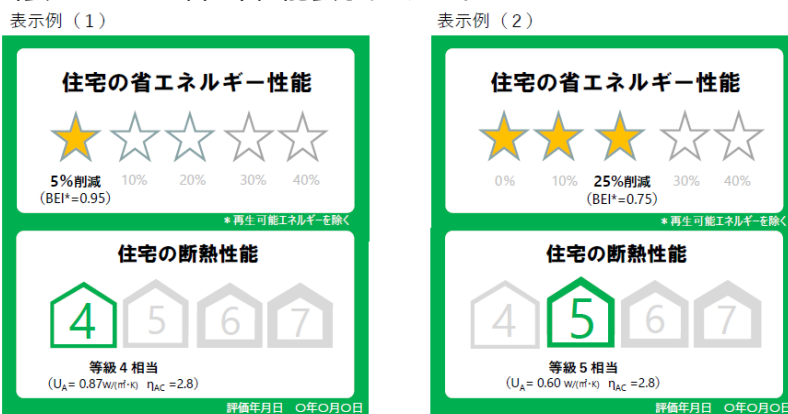 表示例（1）
住宅の省エネルギー性能
5%削減 10% 20% 30% 40%
（BEI*=0.95）
＊再生可能エネルギーを除く
住宅の断熱性能
4 5 6 7
等級４相当
（UA= 0.87W/(㎡･K) ηAC =2.8）
評価年月日 ○年○月○日
表示例（2）
住宅の省エネルギー性能
0% 10% 25%削減 30% 40%
（BEI*=0.75）
＊再生可能エネルギーを除く
住宅の断熱性能
4 5 6 7
等級５相当
（UA= 0.60 W/(㎡･K) ηAC =2.8）
評価年月日 ○年○月○日